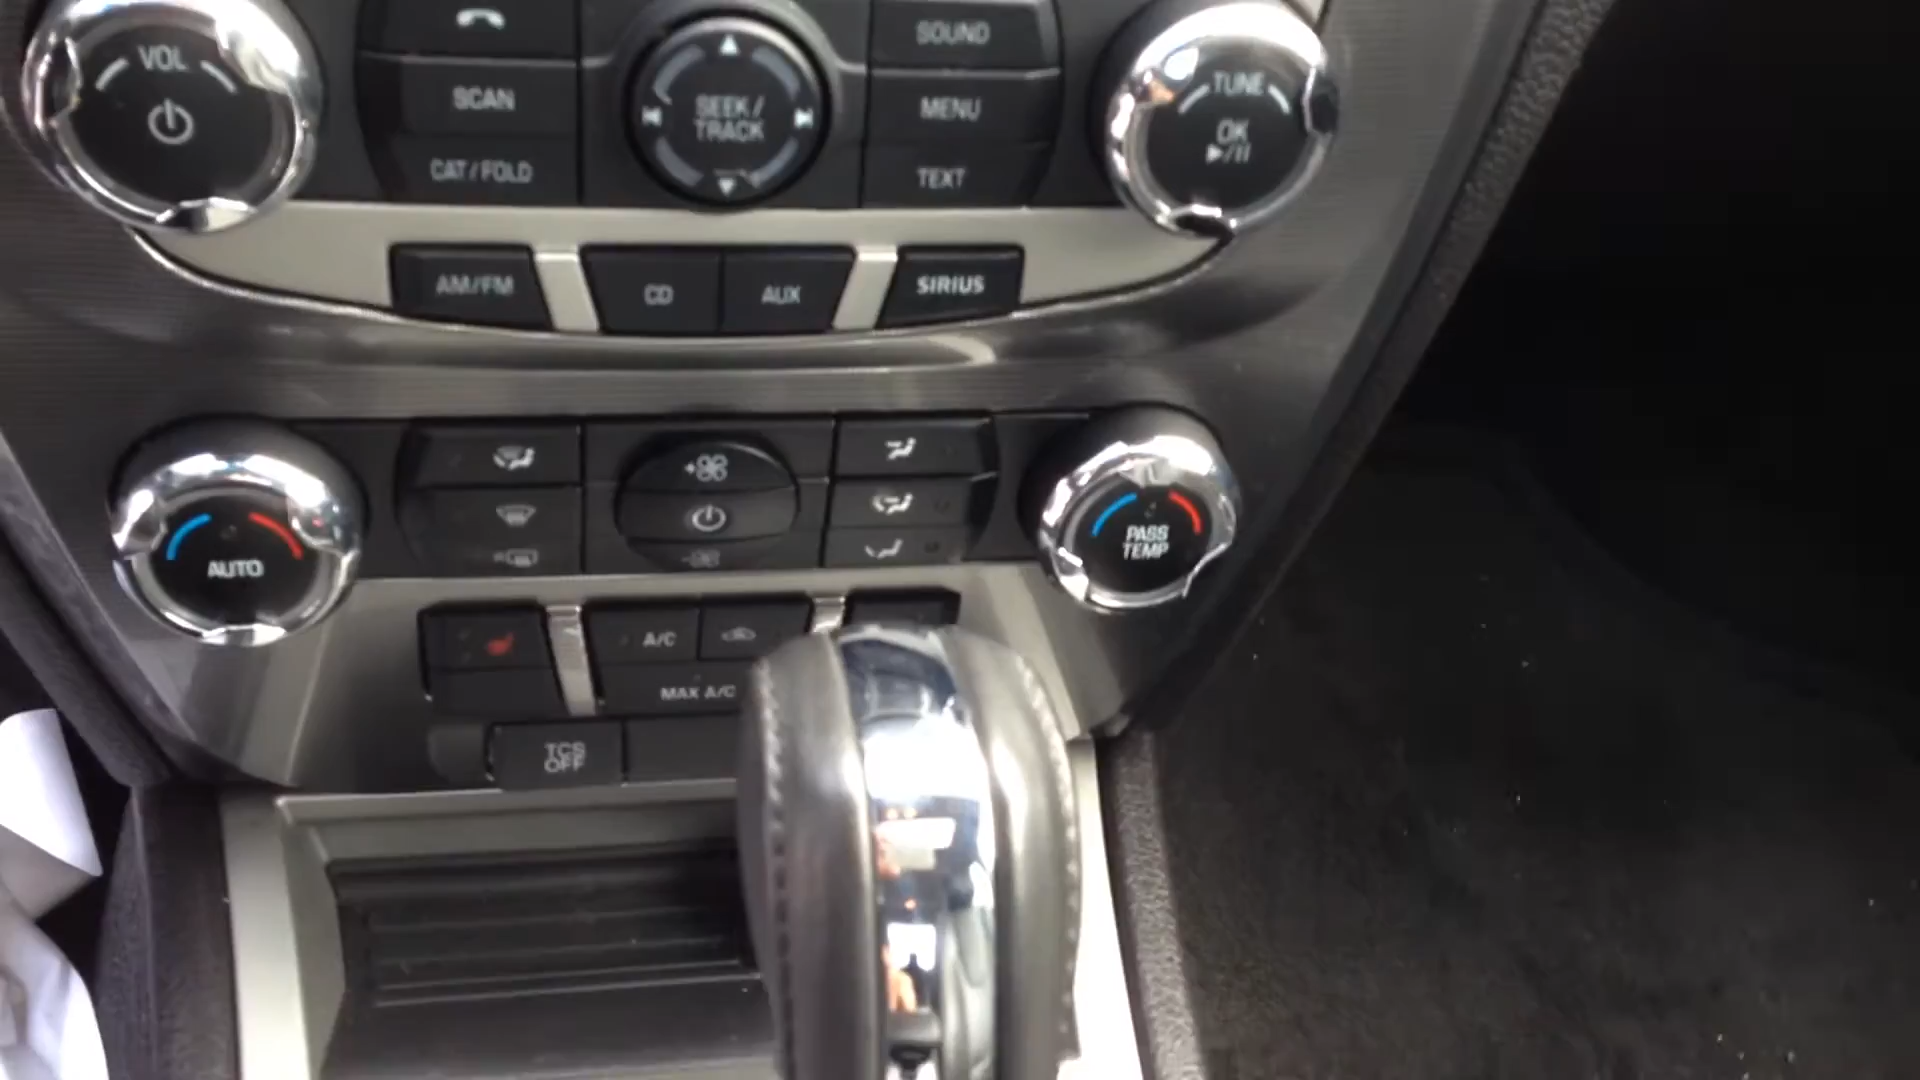 VOL
SOUND
SCAN
SEEK/
TRACK
MENU
TUNE
OK
CAT/FOLD
TEXT
AM/FM
CD
AUX
SIRIUS
AUTO
PASS
TEMP
A/C
MAX A/C
TCS
OFF